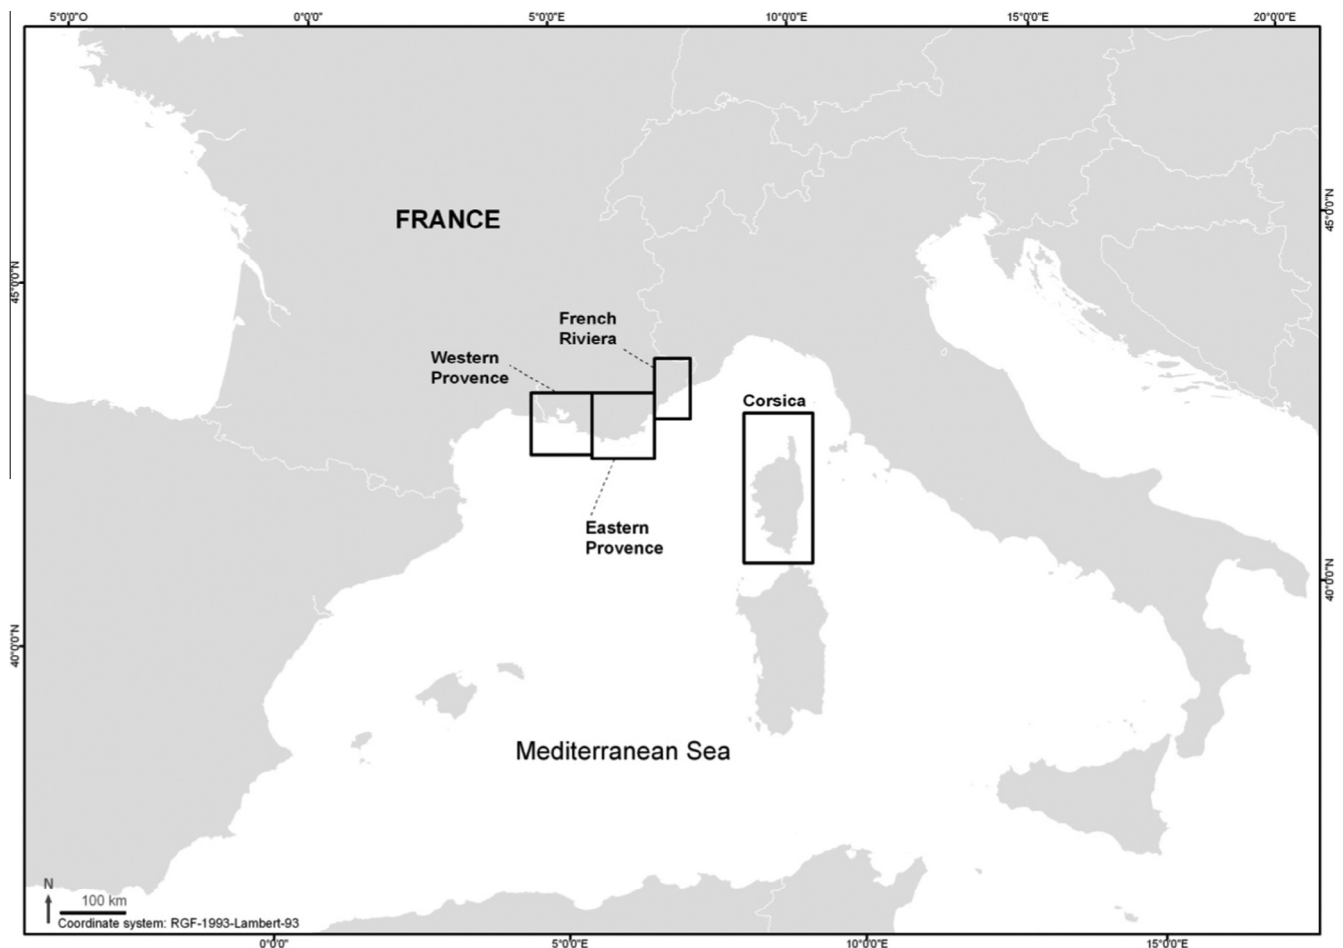 5°0'0"O 0°0'0" 5°0'0"E 10°0'0"E 15°0'0"E 20°0'0"E
45°0'0"N
FRANCE
45°0'0"N
French
Riviera
Western
Provence
Corsica
Eastern
Provence
40°0'0"N
40°0'0"N
Mediterranean Sea
N
100 km
Coordinate system: RGF-1993-Lambert-93
0°0'0" 5°0'0"E 10°0'0"E 15°0'0"E